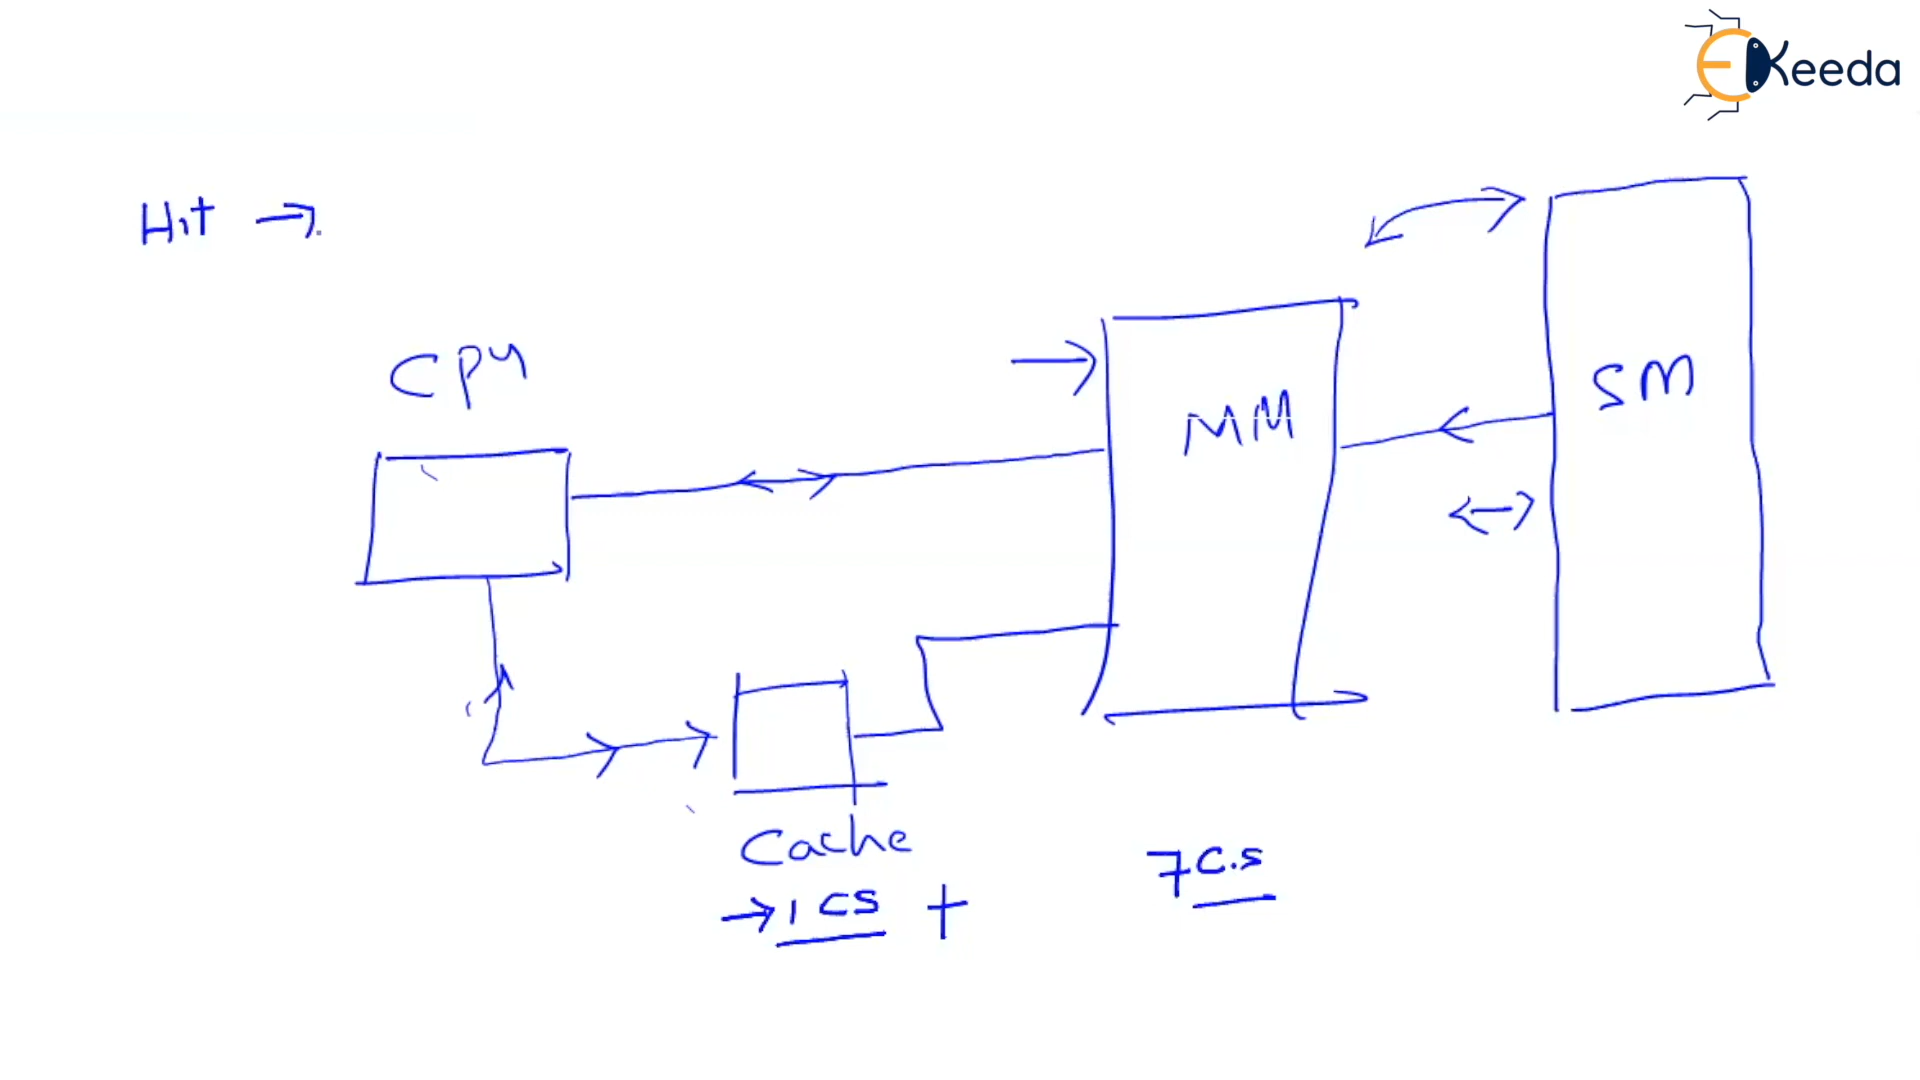 Keeda
Hit →
CPU
MM
SM
Cache
7 C.S
→ 1 CS +